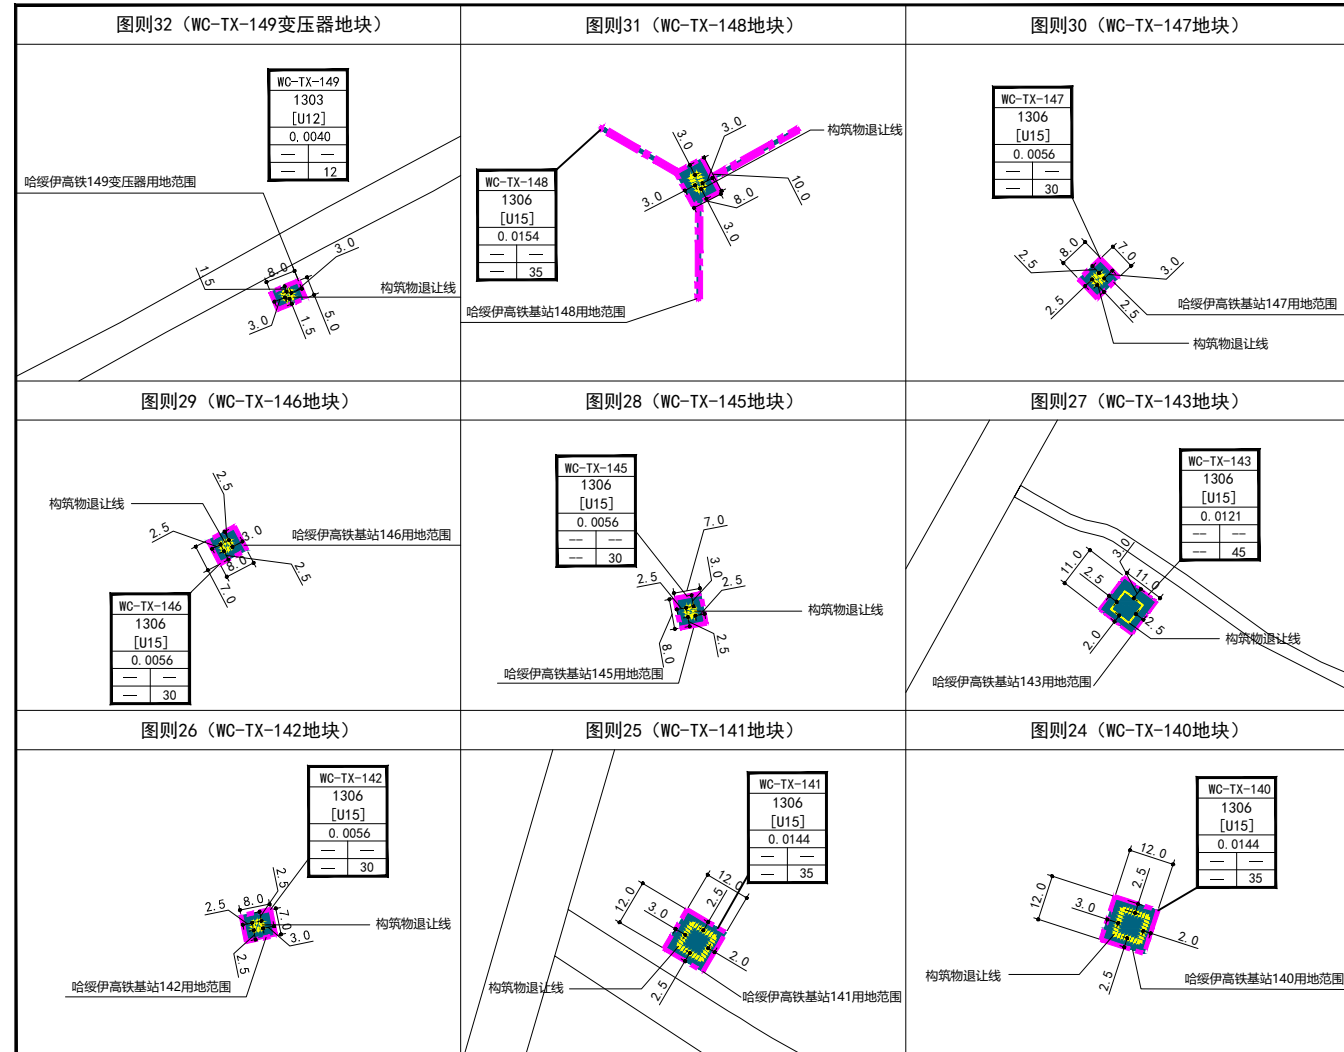 图则32（WC-TX-149变压器地块）
WC-TX-149
1303
[U12]
0.0040
— —
— 12
哈绥伊高铁149变压器用地范围
1.5
8.0
3.0
构筑物退让线
3.0
1.5
5.0
图则31（WC-TX-148地块）
3.0
3.0
构筑物退让线
WC-TX-148
1306
[U15]
0.0154
— —
— 35
3.0
8.0
10.0
3.0
哈绥伊高铁基站148用地范围
图则30（WC-TX-147地块）
WC-TX-147
1306
[U15]
0.0056
— —
— 30
2.5
8.0
7.0
3.0
2.5
2.5
哈绥伊高铁基站147用地范围
构筑物退让线
图则29（WC-TX-146地块）
2.5
构筑物退让线
2.5
3.0
哈绥伊高铁基站146用地范围
8.0
2.5
7.0
WC-TX-146
1306
[U15]
0.0056
— —
— 30
图则28（WC-TX-145地块）
WC-TX-145
1306
[U15]
0.0056
—— ——
—— 30
7.0
3.0
2.5
2.5
构筑物退让线
8.0
2.5
哈绥伊高铁基站145用地范围
图则27（WC-TX-143地块）
WC-TX-143
1306
[U15]
0.0121
—— ——
—— 45
3.0
11.0
11.0
2.5
2.5
2.0
构筑物退让线
哈绥伊高铁基站143用地范围
图则26（WC-TX-142地块）
WC-TX-142
1306
[U15]
0.0056
— —
— 30
2.5
2.5
8.0
7.0
构筑物退让线
3.0
2.5
哈绥伊高铁基站142用地范围
图则25（WC-TX-141地块）
WC-TX-141
1306
[U15]
0.0144
— —
— 35
12.0
12.0
2.5
3.0
2.0
构筑物退让线
2.5
哈绥伊高铁基站141用地范围
图则24（WC-TX-140地块）
WC-TX-140
1306
[U15]
0.0144
— —
— 35
12.0
12.0
2.5
3.0
2.0
构筑物退让线
2.5
哈绥伊高铁基站140用地范围